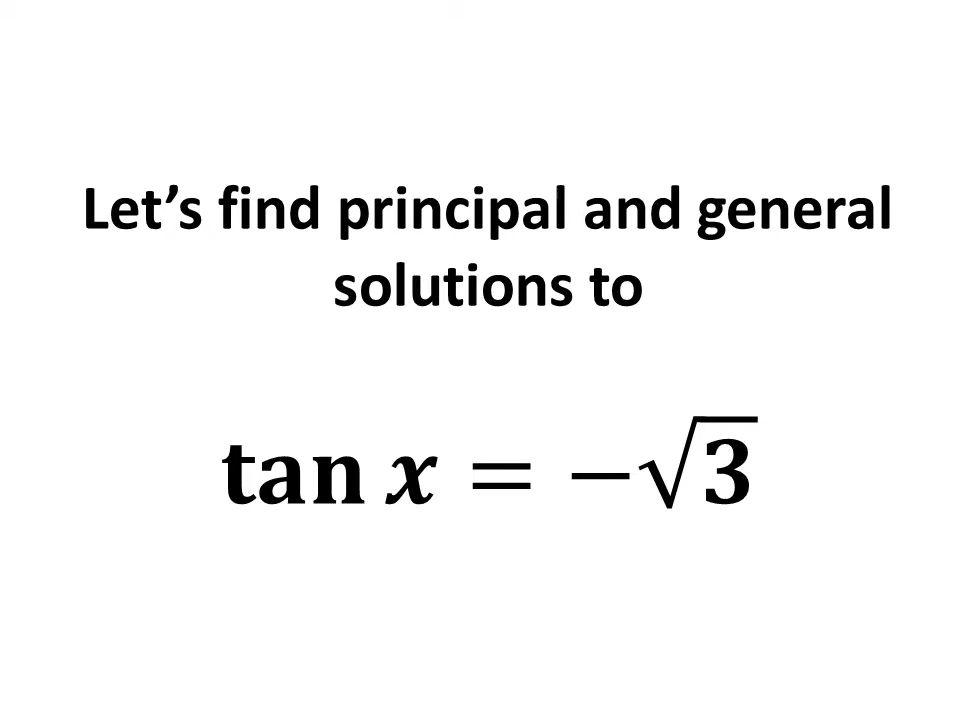 Let’s find principal and general
solutions to
tan x = −√3